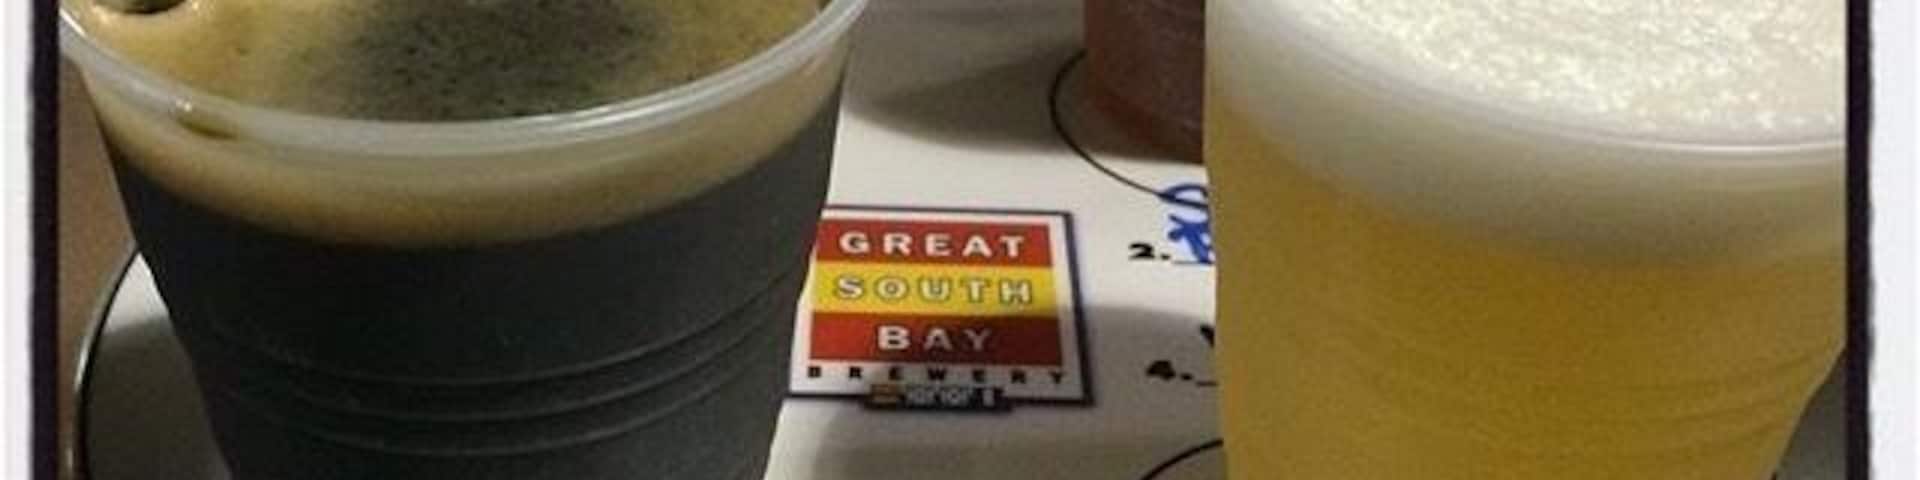 GREAT
SOUTH
BAY
BREWERY
2.
4.